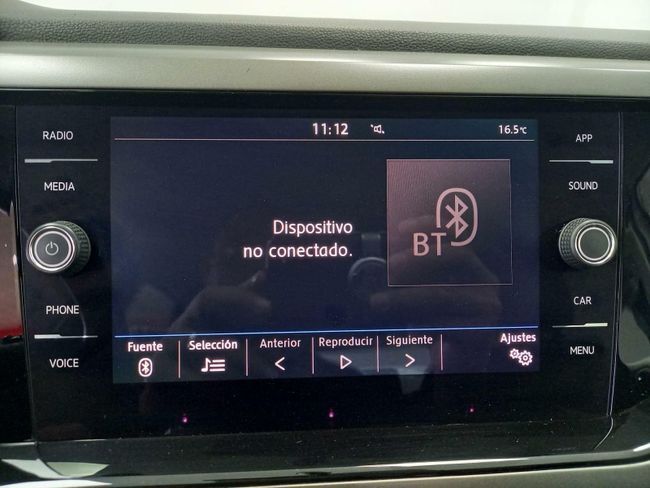 RADIO
MEDIA
PHONE
VOICE
11:12
16.5°C
Dispositivo
no conectado.
BT
Fuente
Selección
Anterior
Reproducir
Siguiente
Ajustes
APP
SOUND
CAR
MENU